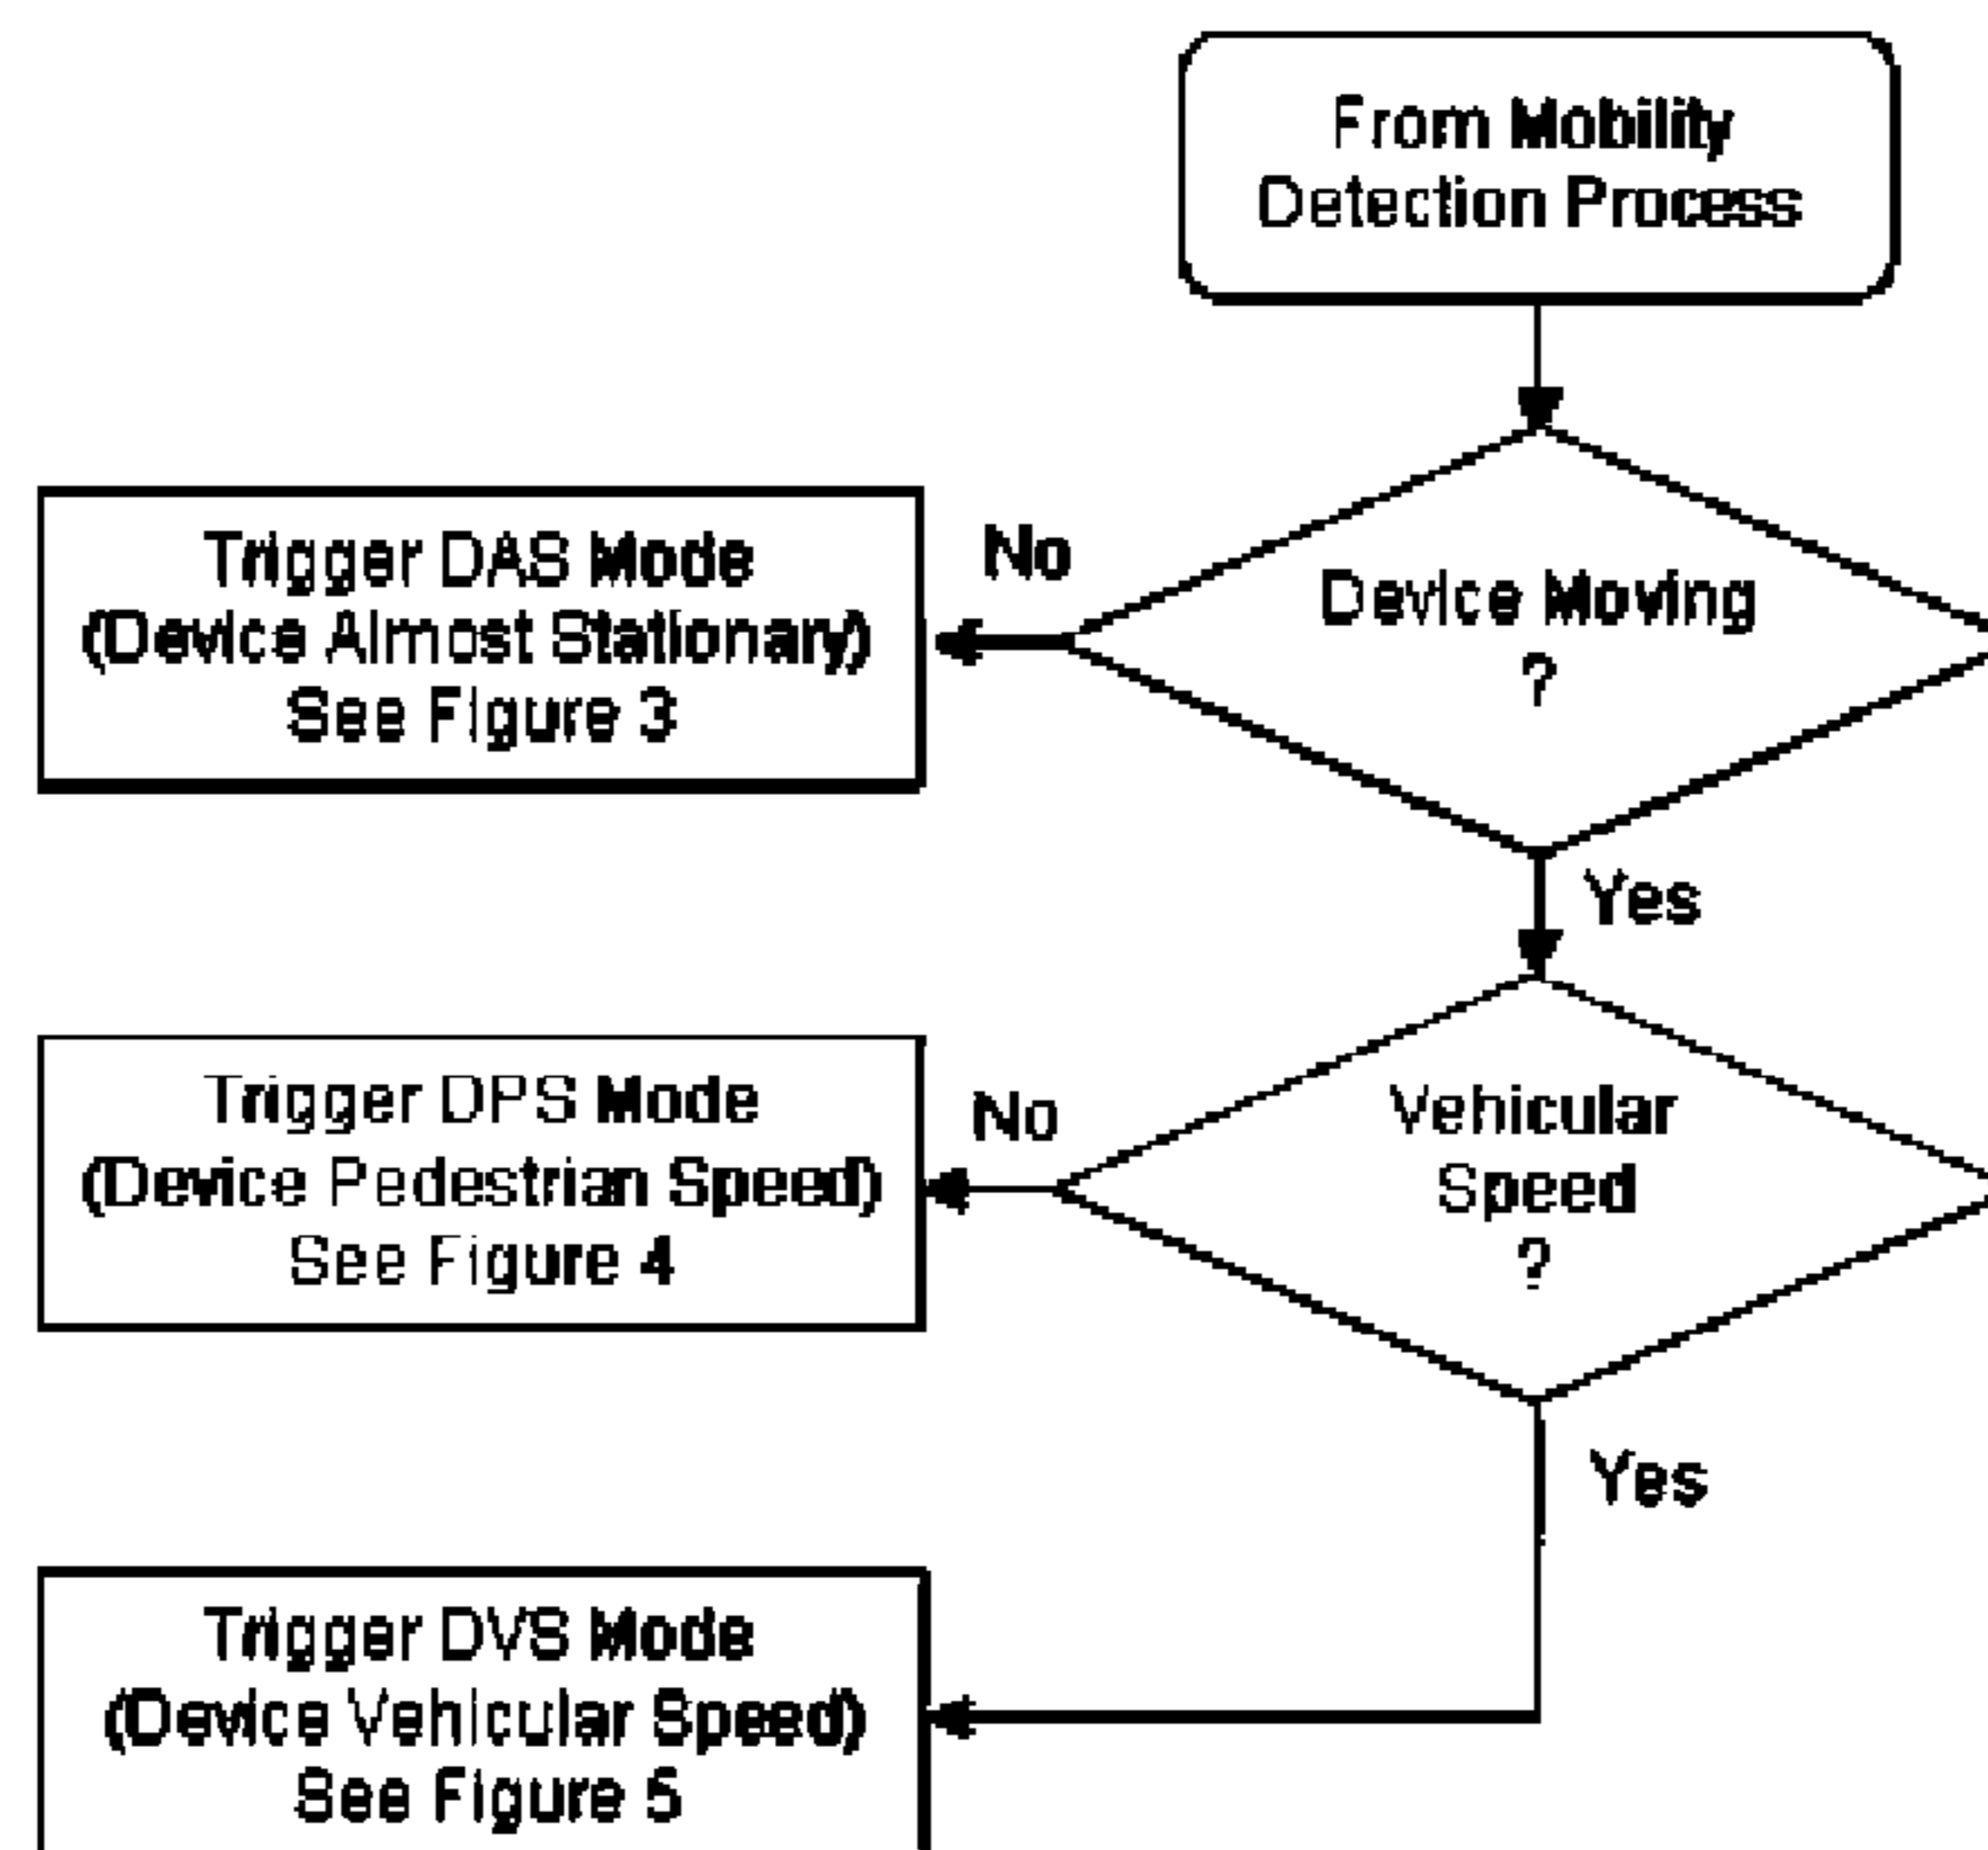 From Mobility
Detection Process
Device Moving
?
No
Trigger DAS Mode
(Device Almost Stationary)
See Figure 3
Yes
Vehicular
Speed
?
No
Trigger DPS Mode
(Device Pedestrian Speed)
See Figure 4
Yes
Trigger DVS Mode
(Device Vehicular Speed)
See Figure 5